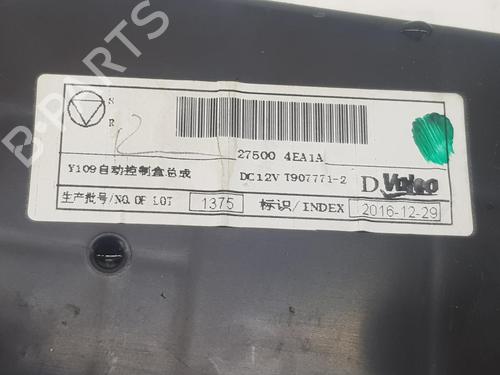 S
R
27500 4EA1A
Y109自动控制盒总成 DC12V T907771-2
D Valeo
生产批号/NO.OF LOT 1375 标识/INDEX 2016-12-29
B-PARTS